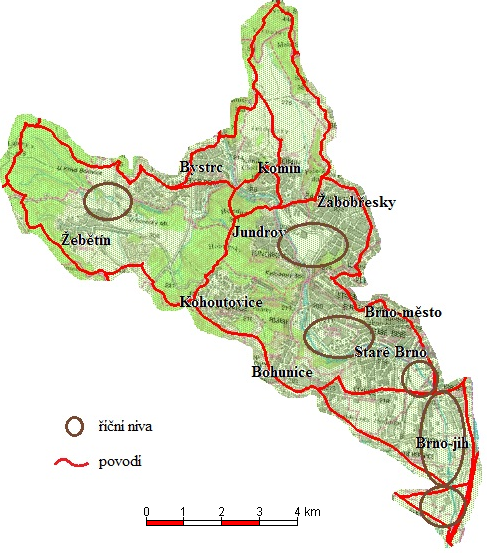 Bystrc
Komín
Žabobřesky
Jundrov
Žebětín
Kohoutovice
Brno-město
Staré Brno
Bohunice
Brno-jih
říční niva
povodí
0 1 2 3 4 km